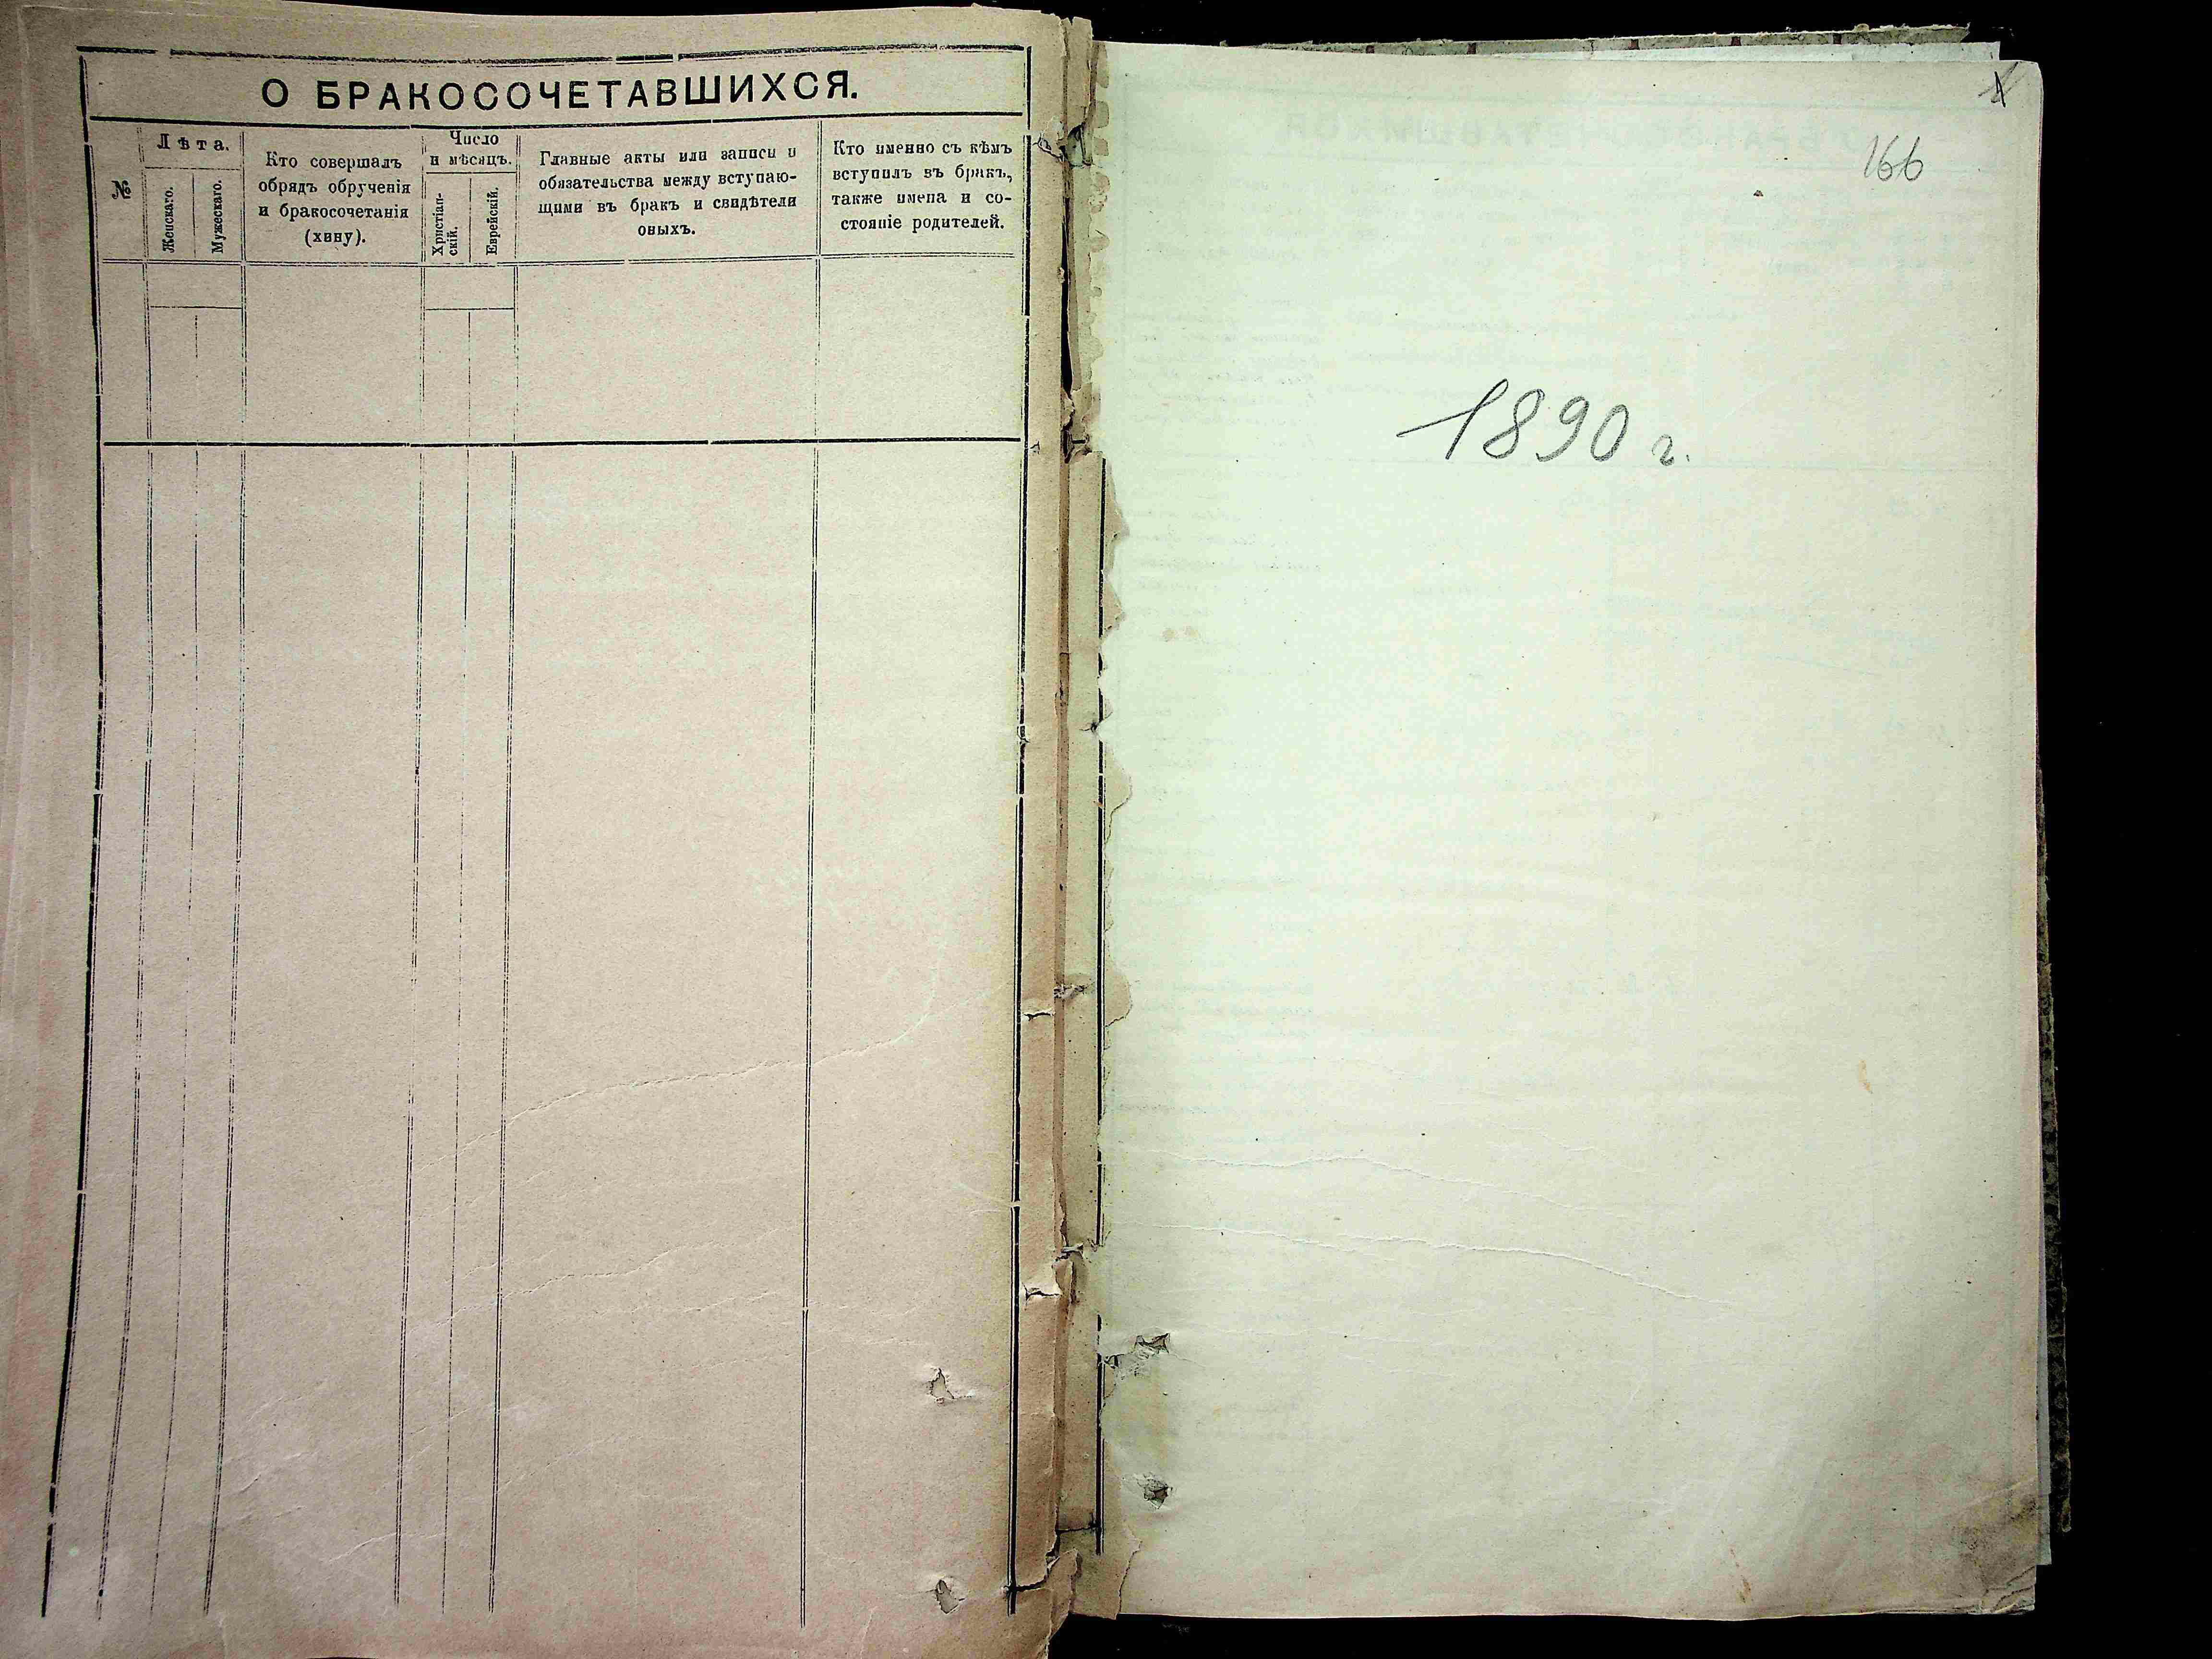 О БРАКОСОЧЕТАВШИХСЯ.
№
Лѣта.
Женскаго.
Мужескаго.
Кто совершалъ
обрядъ обрученія
и бракосочетанія
(хину).
Число
и мѣсяцъ.
Христіан-
скій.
Еврейскій.
Главные акты или записи и
обязательства между вступаю-
щими въ бракъ и свидѣтели
оныхъ.
Кто именно съ кѣмъ
вступилъ въ бракъ,
также имена и со-
стояніе родителей.
166
1890 г.